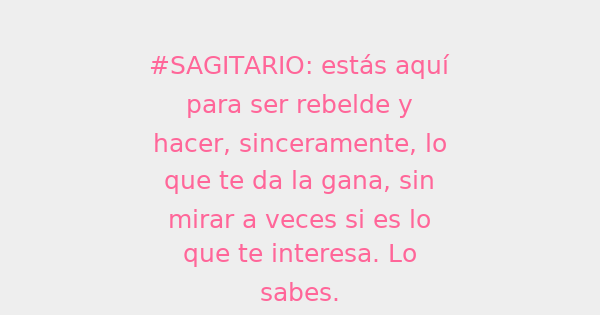 #SAGITARIO: estás aquí
para ser rebelde y
hacer, sinceramente, lo
que te da la gana, sin
mirar a veces si es lo
que te interesa. Lo
sabes.